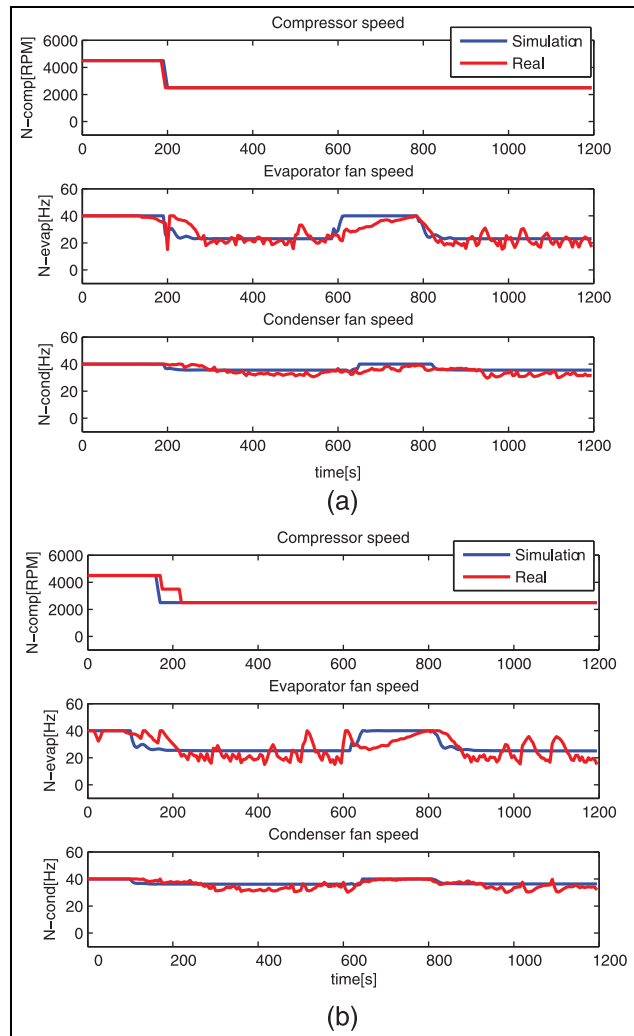 Compressor speed
6000
4000
2000
0
N-comp[RPM]
Simulation
Real
0 200 400 600 800 1000 1200
Evaporator fan speed
60
40
20
0
N-evap[Hz]
0 200 400 600 800 1000 1200
Condenser fan speed
60
40
20
0
N-cond[Hz]
0 200 400 600 800 1000 1200
time[s]
(a)
Compressor speed
6000
4000
2000
0
N-comp[RPM]
Simulation
Real
0 200 400 600 800 1000 1200
Evaporator fan speed
60
40
20
0
N-evap[Hz]
0 200 400 600 800 1000 1200
Condenser fan speed
60
40
20
0
N-cond[Hz]
0 200 400 600 800 1000 1200
time[s]
(b)